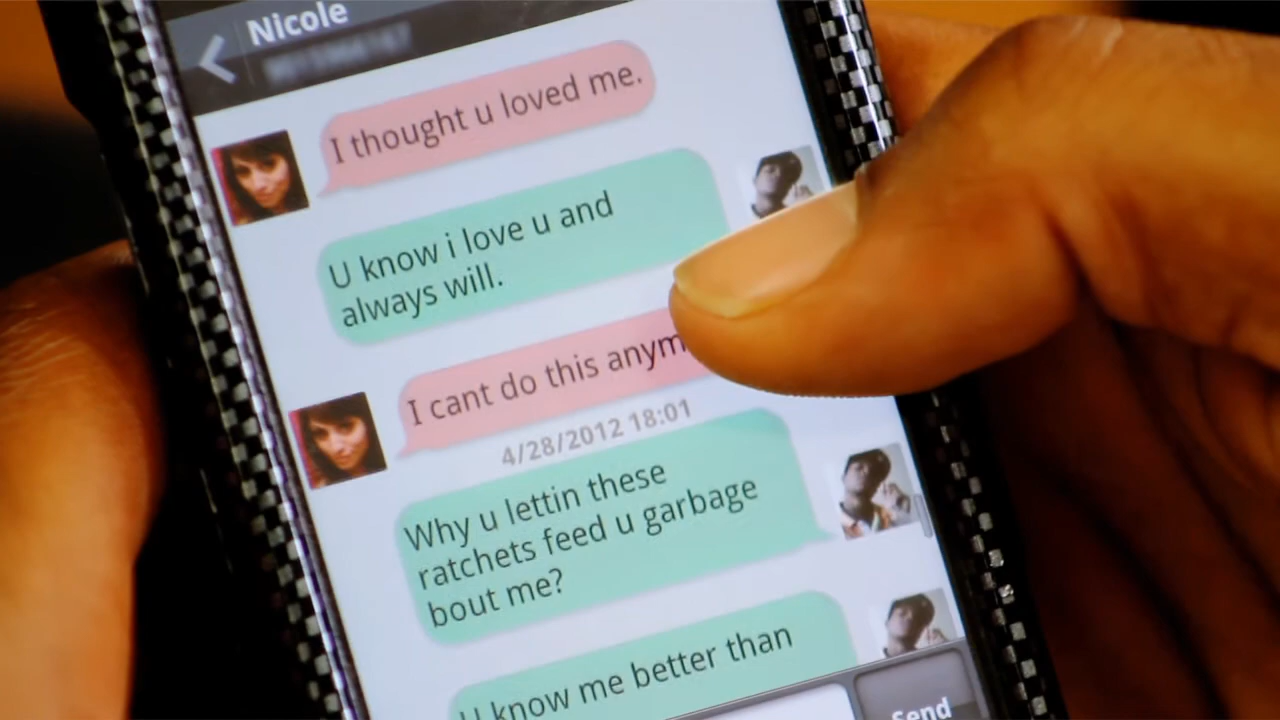 Nicole
I thought u loved me.
U know i love u and
always will.
I cant do this
4/28/2012 18:01
Why u lettin these
ratchets feed u garbage
bout me?
U know me better than
Send